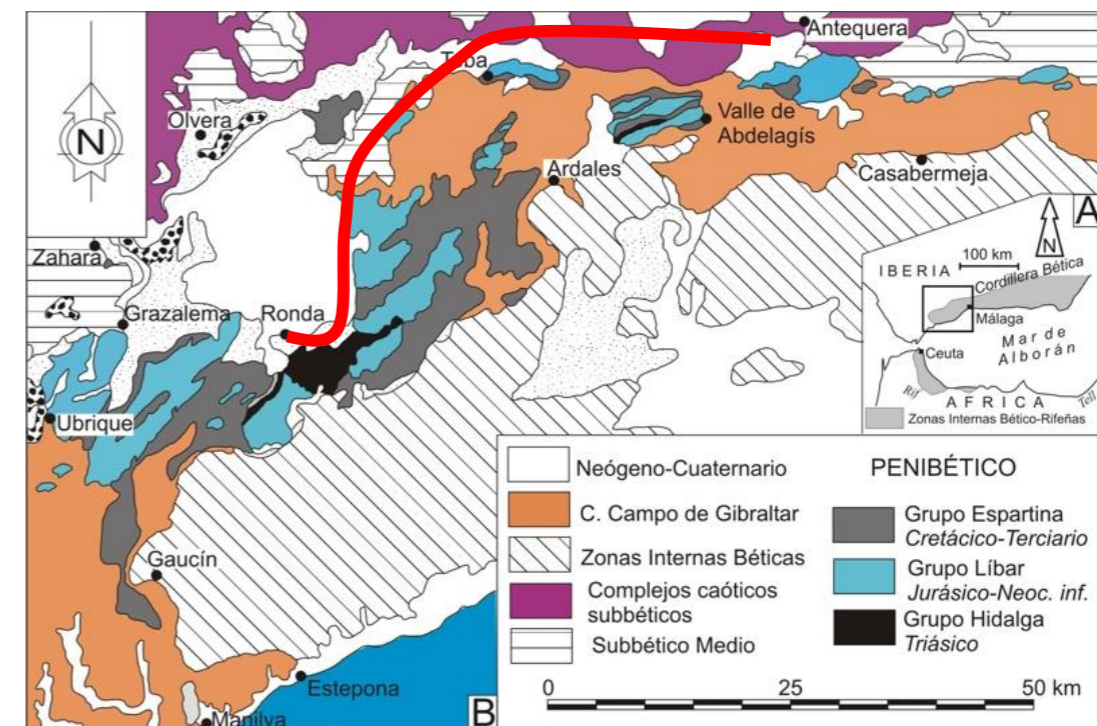 Antequera
Teba
Olvera
N
Valle de
Abdelagís
Ardales
Casabermeja
Zahara
Grazalema
Ronda
Ubrique
Gaucín
Estepona
Manilva
B
A
N
100 km
IBERIA
Cordillera Bética
Málaga
Mar de
Alborán
Ceuta
Rif
AFRICA
Tell
Zonas Internas Bético-Rifeñas
Neógeno-Cuaternario
C. Campo de Gibraltar
Zonas Internas Béticas
Complejos caóticos
subbéticos
Subbético Medio
PENIBÉTICO
Grupo Espartina
Cretácico-Terciario
Grupo Líbar
Jurásico-Neoc. inf.
Grupo Hidalga
Triásico
0 25 50 km